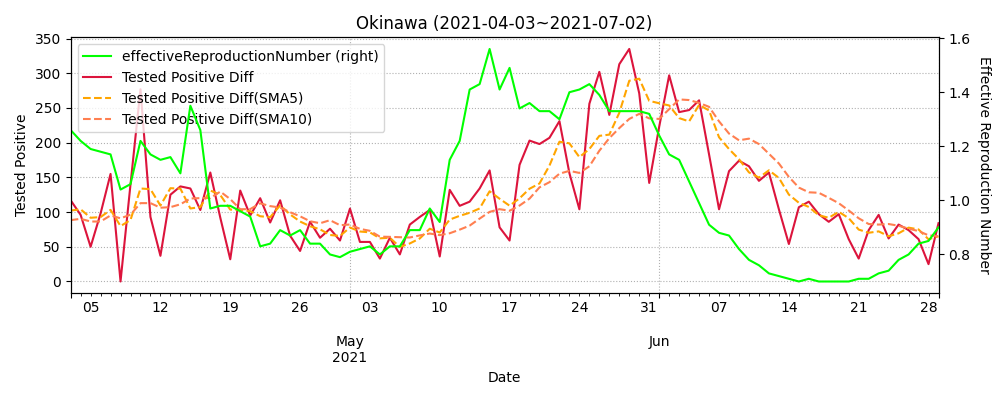 Okinawa (2021-04-03~2021-07-02)
effectiveReproductionNumber (right)
Tested Positive Diff
Tested Positive Diff(SMA5)
Tested Positive Diff(SMA10)
Tested Positive
350
300
250
200
150
100
50
0
1.6
1.4
1.2
1.0
0.8
Effective Reproduction Number
05 12 19 26 03 10 17 24 31 07 14 21 28
May Jun
2021
Date